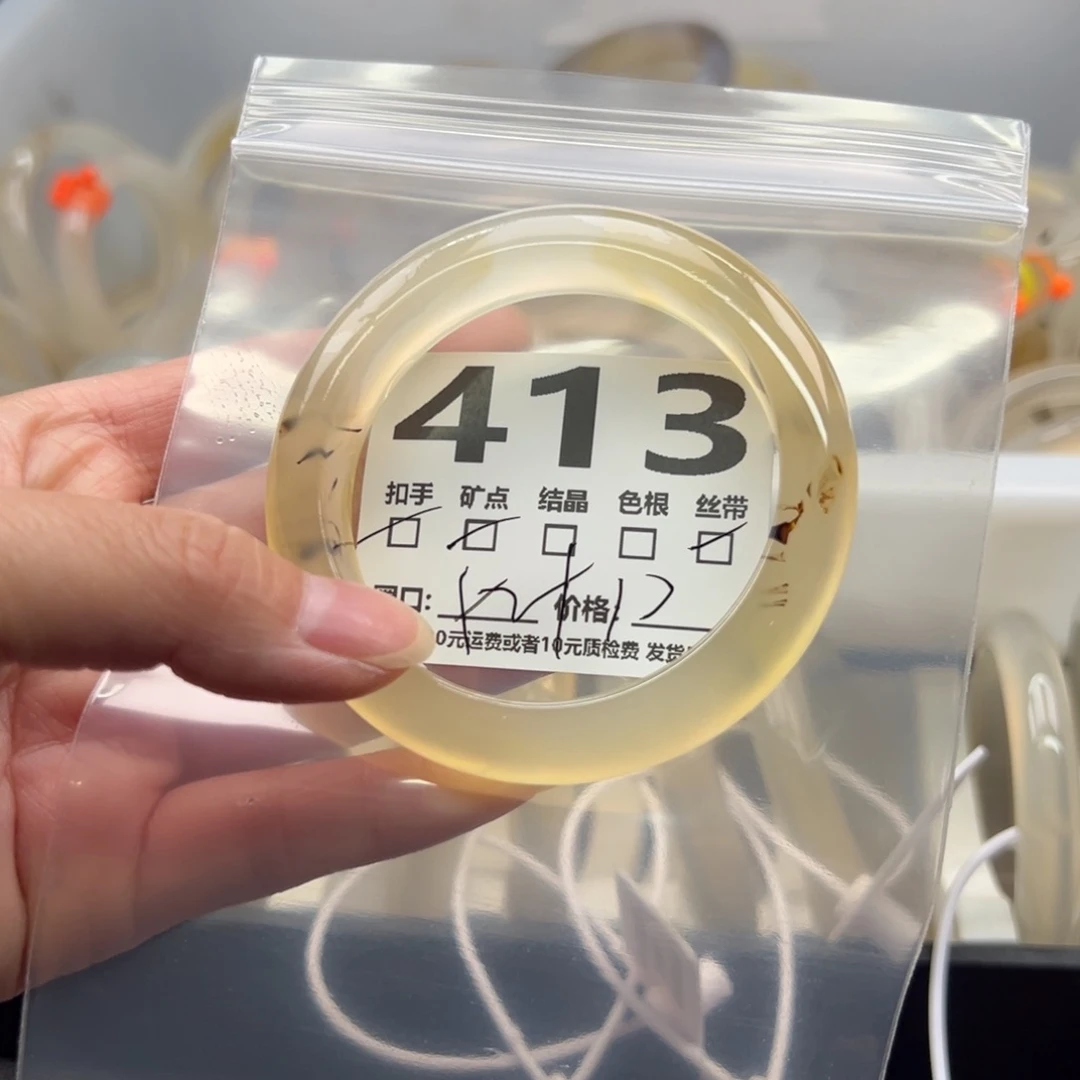 413
扣手 矿点 结晶 色根 丝带
口: 价格:
0元运费或者10元质检费 发货